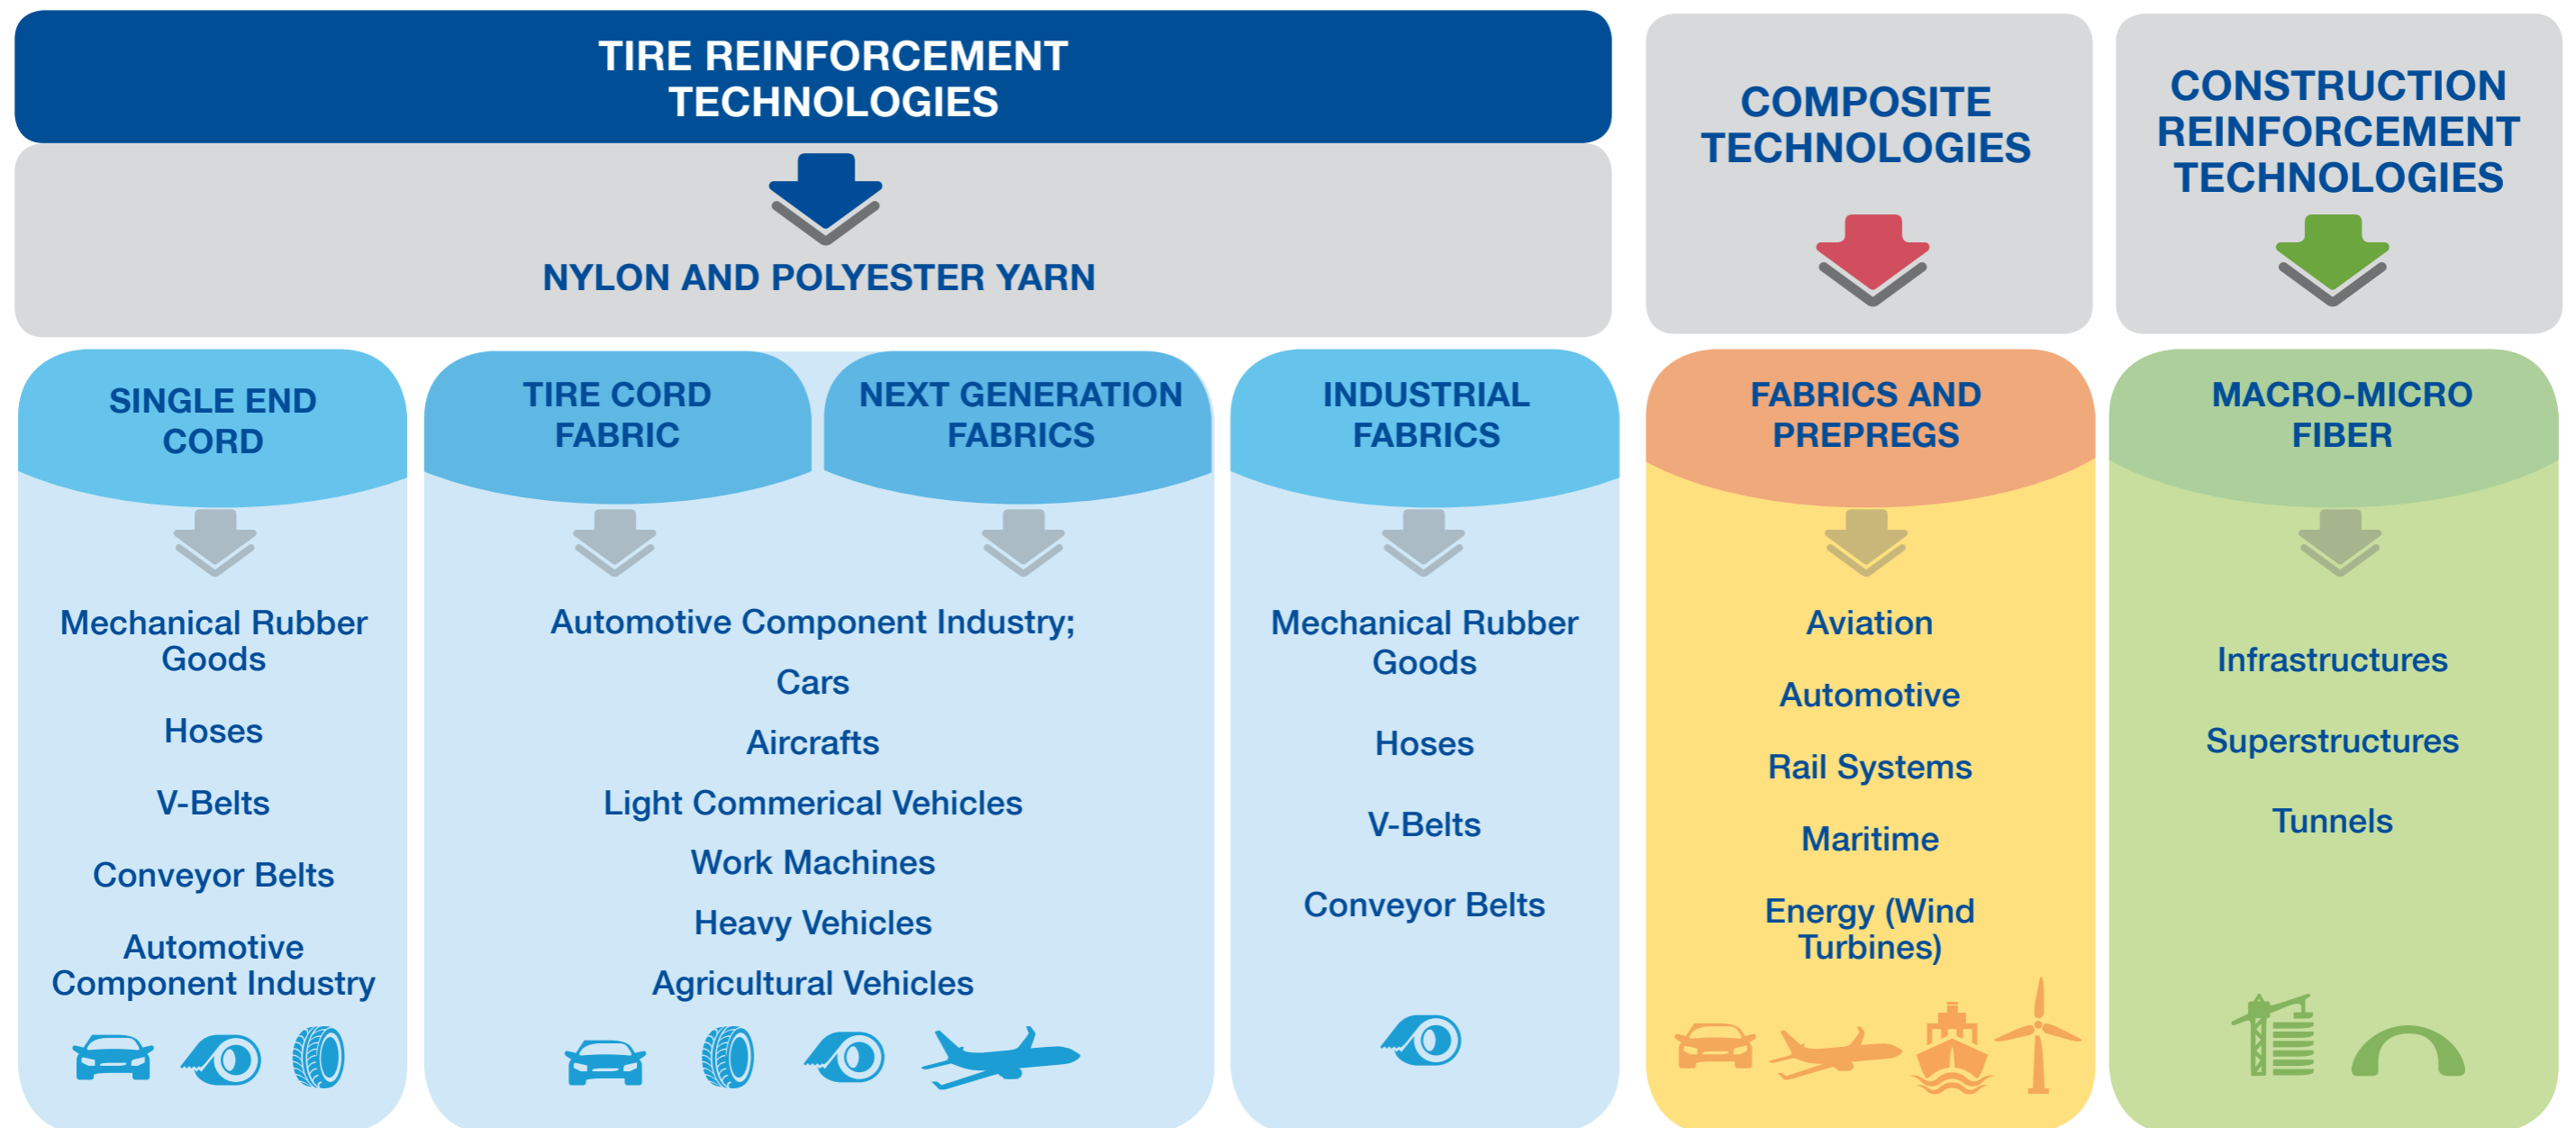 TIRE REINFORCEMENT
TECHNOLOGIES
NYLON AND POLYESTER YARN
COMPOSITE
TECHNOLOGIES
CONSTRUCTION
REINFORCEMENT
TECHNOLOGIES
SINGLE END
CORD
Mechanical Rubber
Goods
Hoses
V-Belts
Conveyor Belts
Automotive
Component Industry
TIRE CORD
FABRIC
NEXT GENERATION
FABRICS
Automotive Component Industry;
Cars
Aircrafts
Light Commerical Vehicles
Work Machines
Heavy Vehicles
Agricultural Vehicles
INDUSTRIAL
FABRICS
Mechanical Rubber
Goods
Hoses
V-Belts
Conveyor Belts
FABRICS AND
PREPREGS
Aviation
Automotive
Rail Systems
Maritime
Energy (Wind
Turbines)
MACRO-MICRO
FIBER
Infrastructures
Superstructures
Tunnels